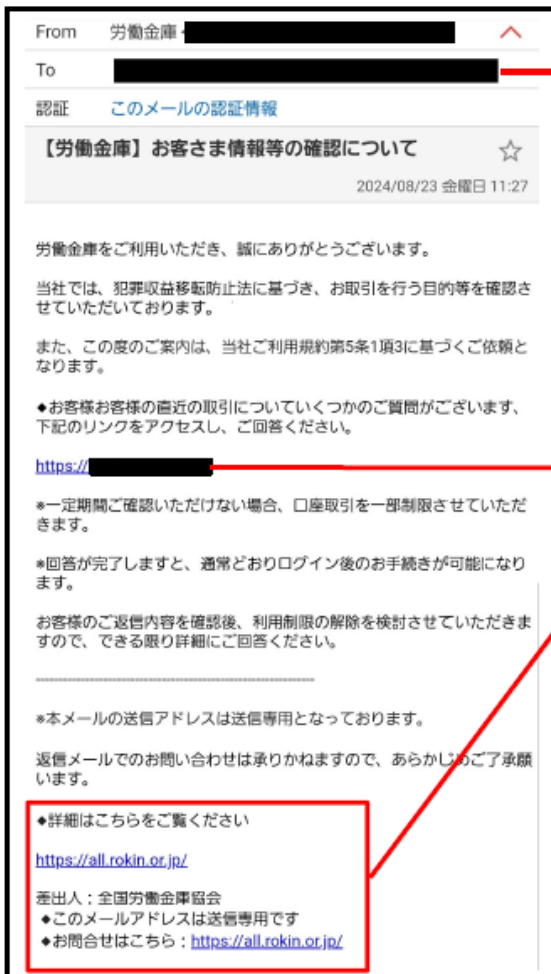 From 労働金庫
To
認証 このメールの認証情報
【労働金庫】お客さま情報等の確認について ☆
2024/08/23 金曜日 11:27
労働金庫をご利用いただき、誠にありがとうございます。
当社では、犯罪収益移転防止法に基づき、お取引を行う目的等を確認さ
せていただいております。
また、この度のご案内は、当社ご利用規約第5条1項3に基づくご依頼と
なります。
◆お客様お客様の直近の取引についていくつかのご質問がございます、
下記のリンクをアクセスし、ご回答ください。
https://
*一定期間ご確認いただけない場合、口座取引を一部制限させていただ
きます。
*回答が完了しますと、通常どおりログイン後のお手続きが可能になり
ます。
お客様のご返信内容を確認後、利用制限の解除を検討させていただきま
すので、できる限り詳細にご回答ください。
*本メールの送信アドレスは送信専用となっております。
返信メールでのお問い合わせは承りかねますので、あらかじめご了承願
います。
◆詳細はこちらをご覧ください
https://all.rokin.or.jp/
差出人：全国労働金庫協会
◆このメールアドレスは送信専用です
◆お問合せはこちら：https://all.rokin.or.jp/